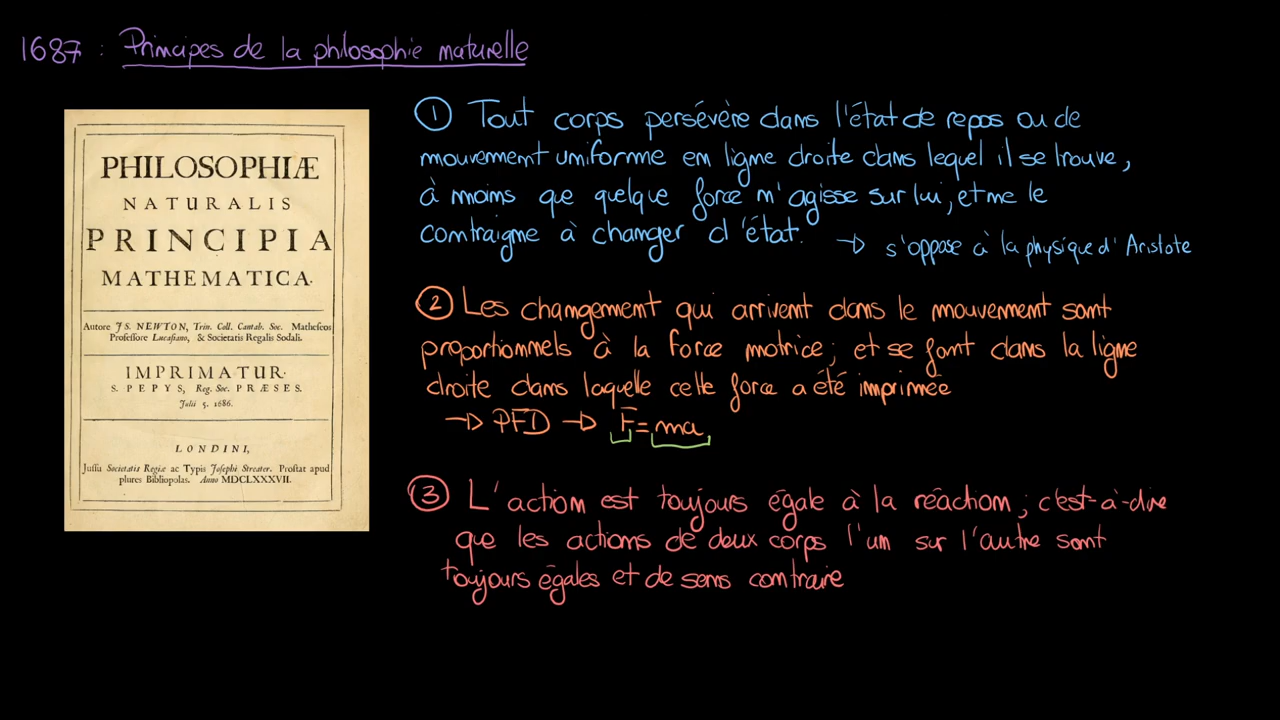 1687 : Principes de la philosophie naturelle
PHILOSOPHIÆ
NATURALIS
PRINCIPIA
MATHEMATICA.
Autore JS. NEWTON, Trin. Coll. Cantab. Soc. Matheseos
Professore Lucasiano, & Societatis Regalis Sodali.
IMPRIMATUR.
S. PEPYS, Reg. Soc. PRÆSES.
Julii 5. 1686.
LONDINI,
Jussu Societatis Regiæ ac Typis Josephi Streater. Prostat apud
plures Bibliopolas. Anno MDCLXXXVII.
① Tout corps persévère dans l'état de repos ou de
mouvement uniforme en ligne droite dans lequel il se trouve,
à moins que quelque force n'agisse sur lui, et ne le
contraigne à changer d'état.
→ s'oppose à la physique d'Aristote
② Les changement qui arrivent dans le mouvement sont
proportionnels à la force motrice; et se font dans la ligne
droite dans laquelle cette force a été imprimée
→ PFD → F = ma
③ L'action est toujours égale à la réaction; c'est-à-dire
que les actions de deux corps l'un sur l'autre sont
toujours égales et de sens contraire